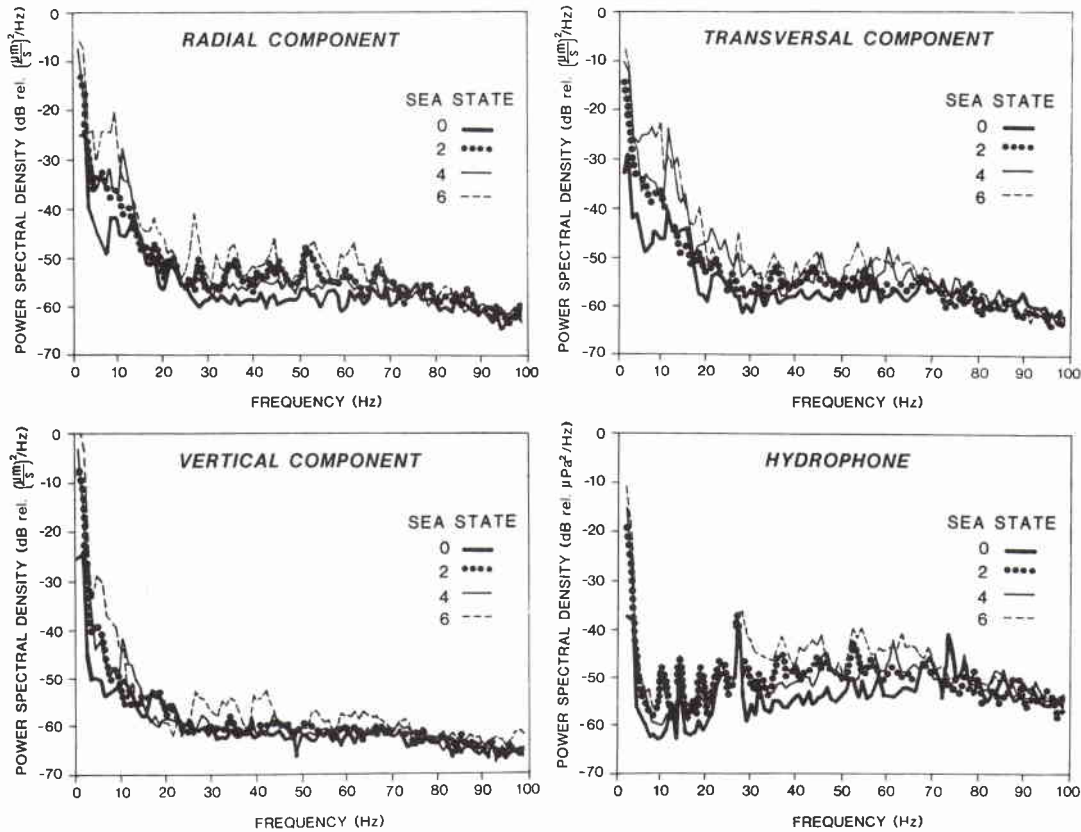 RADIAL COMPONENT
POWER SPECTRAL DENSITY (dB rel. (μm/s)²/Hz)
0
-10
-20
-30
-40
-50
-60
-70
SEA STATE
0
2
4
6
0 10 20 30 40 50 60 70 80 90 100
FREQUENCY (Hz)
TRANSVERSAL COMPONENT
POWER SPECTRAL DENSITY (dB rel. (μm/s)²/Hz)
0
-10
-20
-30
-40
-50
-60
-70
SEA STATE
0
2
4
6
0 10 20 30 40 50 60 70 80 90 100
FREQUENCY (Hz)
VERTICAL COMPONENT
POWER SPECTRAL DENSITY (dB rel. (μm/s)²/Hz)
0
-10
-20
-30
-40
-50
-60
-70
SEA STATE
0
2
4
6
0 10 20 30 40 50 60 70 80 90 100
FREQUENCY (Hz)
HYDROPHONE
POWER SPECTRAL DENSITY (dB rel. μPa²/Hz)
0
-10
-20
-30
-40
-50
-60
-70
SEA STATE
0
2
4
6
0 10 20 30 40 50 60 70 80 90 100
FREQUENCY (Hz)